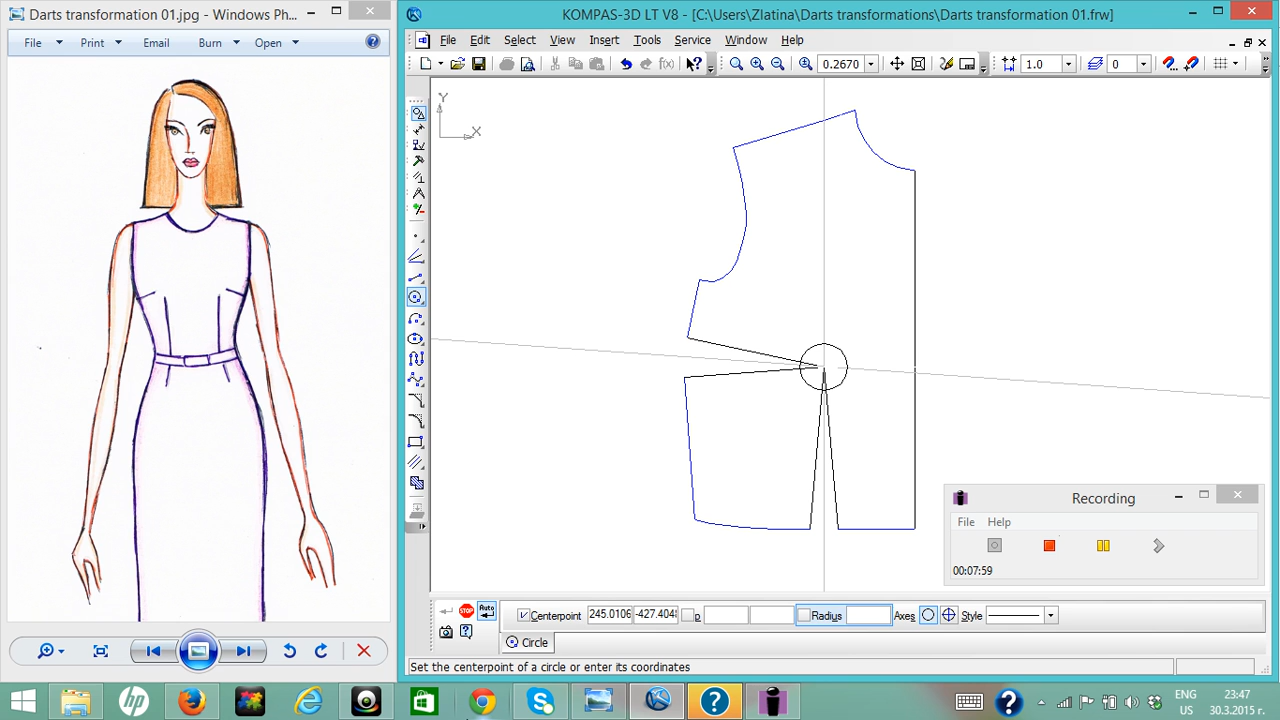 Darts transformation 01.jpg - Windows Ph...
File Print Email Burn Open
KOMPAS-3D LT V8 - [C:\Users\Zlatina\Darts transformations\Darts transformation 01.frw]
File Edit Select View Insert Tools Service Window Help
0.2670 1.0 0
f(x)
Y
X
Recording
File Help
00:07:59
Auto Centerpoint 245.0106 p Radius Axes Style
STOP
Circle
Set the centerpoint of a circle or enter its coordinates
ENG 23:47
US 30.3.2015 г.